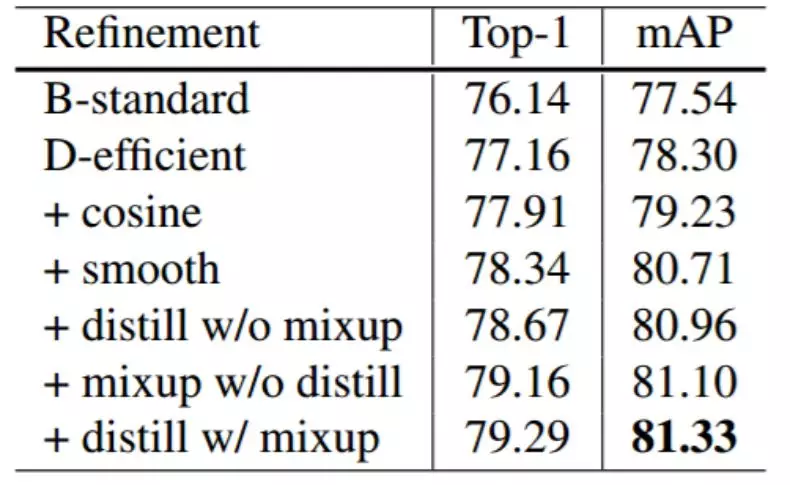 Refinement Top-1 mAP
B-standard 76.14 77.54
D-efficient 77.16 78.30
+ cosine 77.91 79.23
+ smooth 78.34 80.71
+ distill w/o mixup 78.67 80.96
+ mixup w/o distill 79.16 81.10
+ distill w/ mixup 79.29 81.33